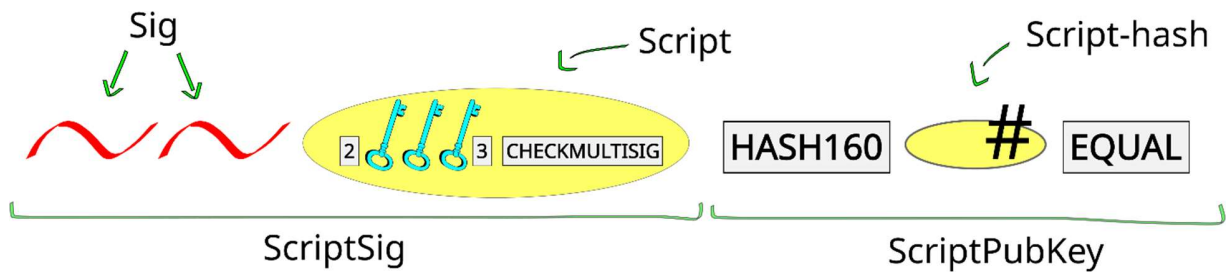 Sig
Script
Script-hash
2 3 CHECKMULTISIG HASH160 # EQUAL
ScriptSig
ScriptPubKey